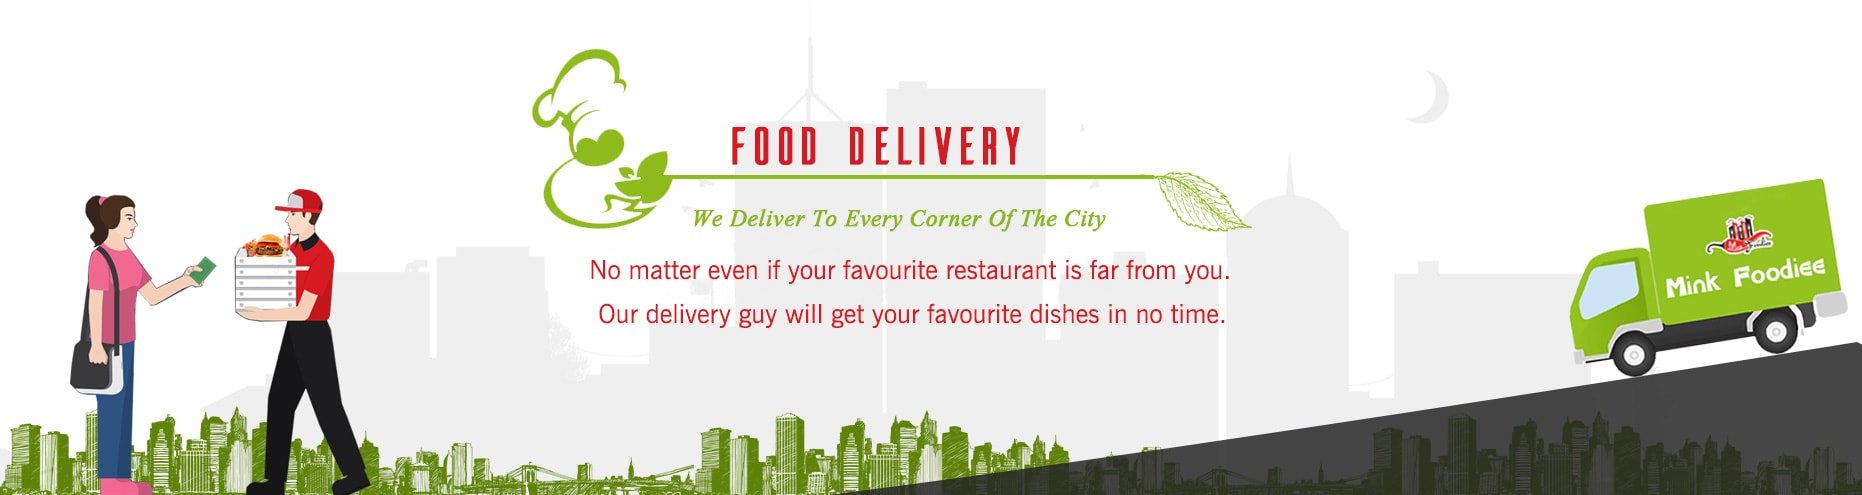 FOOD DELIVERY
We Deliver To Every Corner Of The City
No matter even if your favourite restaurant is far from you.
Our delivery guy will get your favourite dishes in no time.
Mink Foodiee